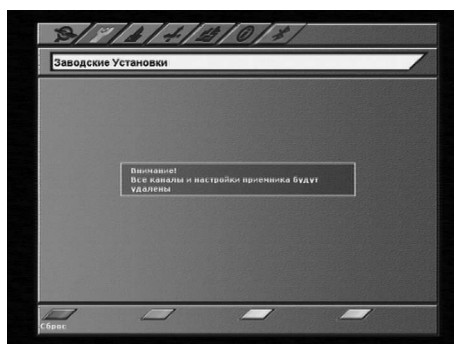 Заводские Установки
Внимание!
Все каналы и настройки приемника будут
удалены
Сброс